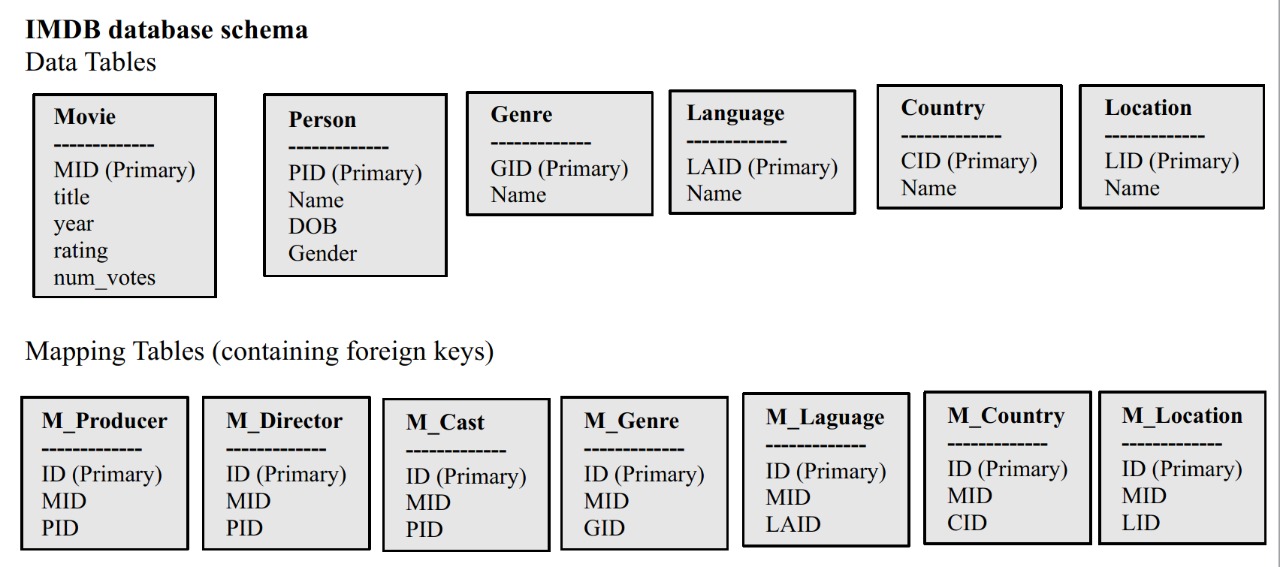 IMDB database schema
Data Tables
Movie
-------------
MID (Primary)
title
year
rating
num_votes
Person
-------------
PID (Primary)
Name
DOB
Gender
Genre
-------------
GID (Primary)
Name
Language
-------------
LAID (Primary)
Name
Country
-------------
CID (Primary)
Name
Location
-------------
LID (Primary)
Name
Mapping Tables (containing foreign keys)
M_Producer
-------------
ID (Primary)
MID
PID
M_Director
-------------
ID (Primary)
MID
PID
M_Cast
-------------
ID (Primary)
MID
PID
M_Genre
-------------
ID (Primary)
MID
GID
M_Laguage
-------------
ID (Primary)
MID
LAID
M_Country
-------------
ID (Primary)
MID
CID
M_Location
-------------
ID (Primary)
MID
LID